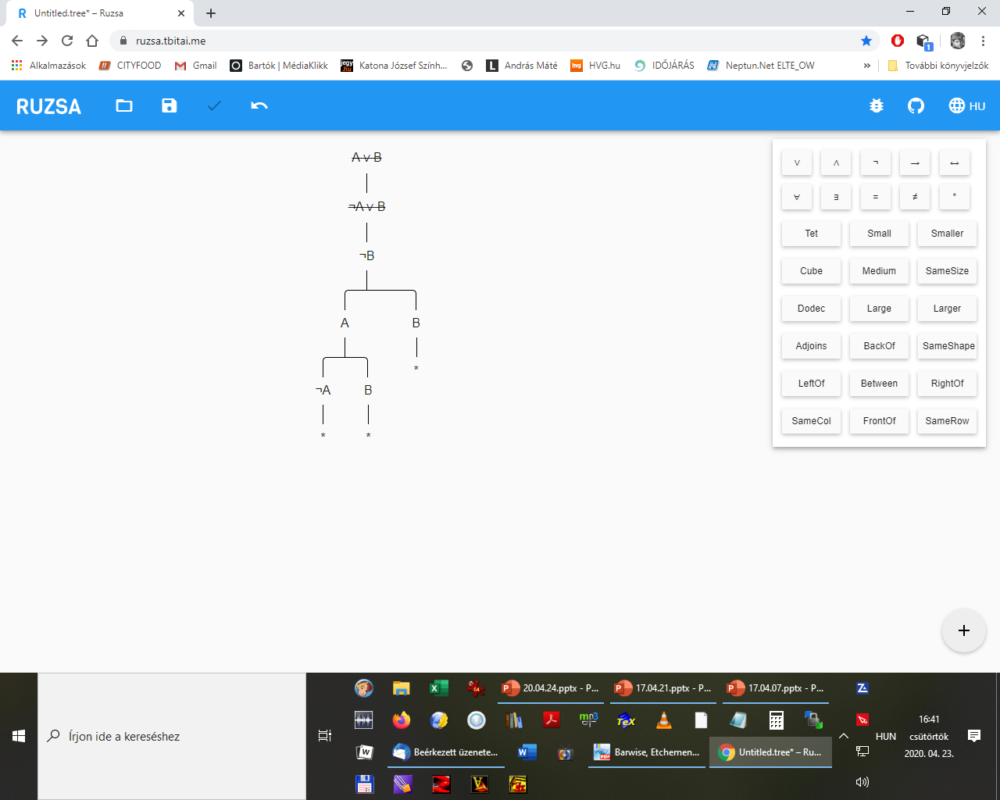 Untitled.tree* – Ruzsa
ruzsa.tbitai.me
Alkalmazások CITYFOOD Gmail Bartók | MédiaKlikk Katona József Szính... András Máté HVG.hu IDŐJÁRÁS Neptun.Net ELTE_OW » További könyvjelzők
RUZSA HU
A ∨ B
¬A ∨ B
¬B
A B
*
¬A B
* *
∨ ∧ ¬ → ↔
∀ ∃ = ≠ *
Tet Small Smaller
Cube Medium SameSize
Dodec Large Larger
Adjoins BackOf SameShape
LeftOf Between RightOf
SameCol FrontOf SameRow
+
20.04.24.pptx - P... 17.04.21.pptx - P... 17.04.07.pptx - P...
Írjon ide a kereséshez
Beérkezett üzenete... Barwise, Etchemen... Untitled.tree* – Ru...
HUN
16:41
csütörtök
2020. 04. 23.